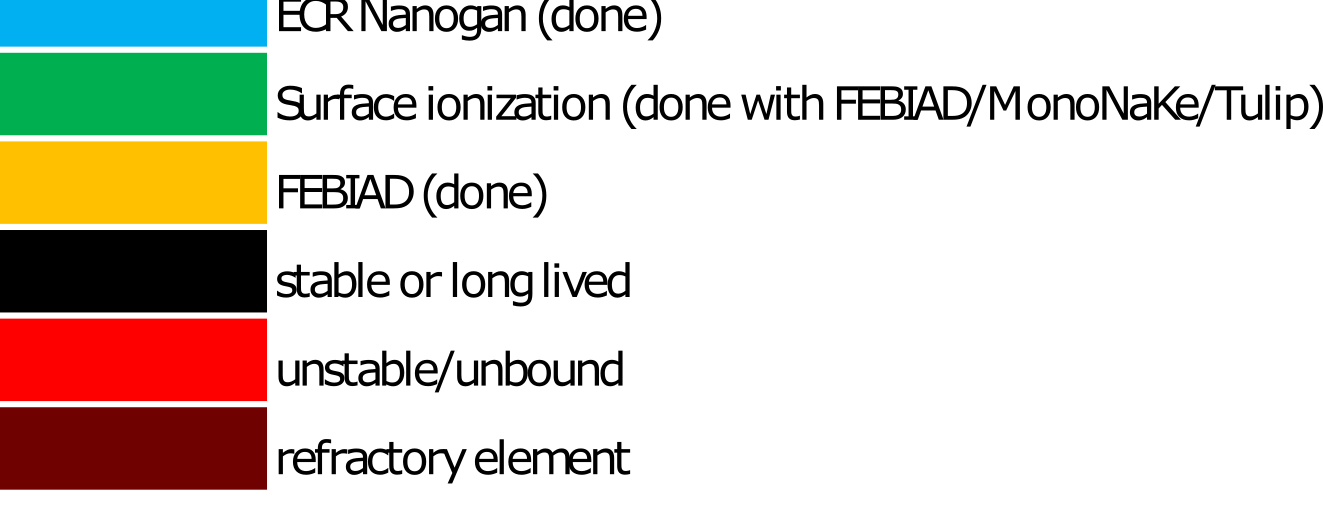 ECR Nanogan (done)
Surface ionization (done with FEBIAD/MonoNaKe/Tulip)
FEBIAD (done)
stable or long lived
unstable/unbound
refractory element